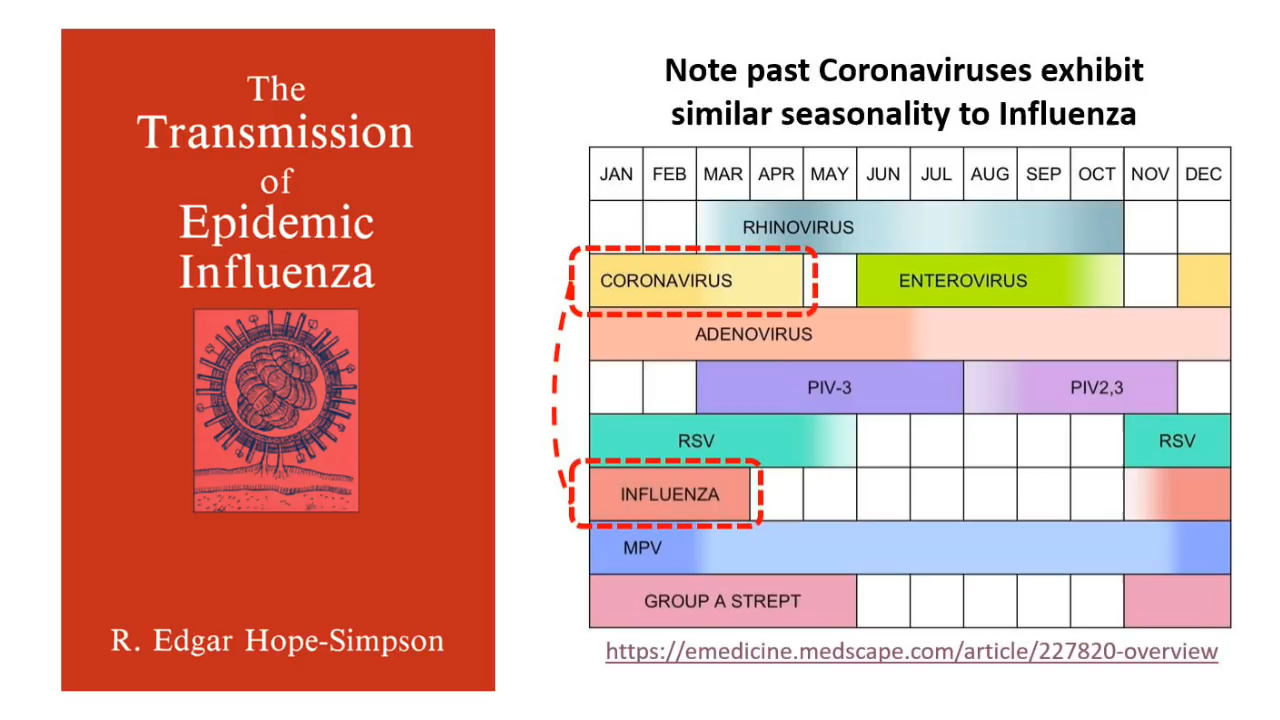 The
Transmission
of
Epidemic
Influenza
R. Edgar Hope-Simpson
Note past Coronaviruses exhibit
similar seasonality to Influenza
JAN FEB MAR APR MAY JUN JUL AUG SEP OCT NOV DEC
RHINOVIRUS
CORONAVIRUS ENTEROVIRUS
ADENOVIRUS
PIV-3 PIV2,3
RSV RSV
INFLUENZA
MPV
GROUP A STREPT
https://emedicine.medscape.com/article/227820-overview